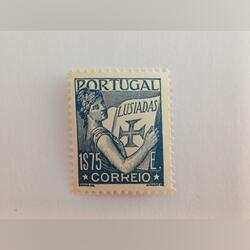 PORTUGAL
LUSIADAS
1$75 E.
CORREIO